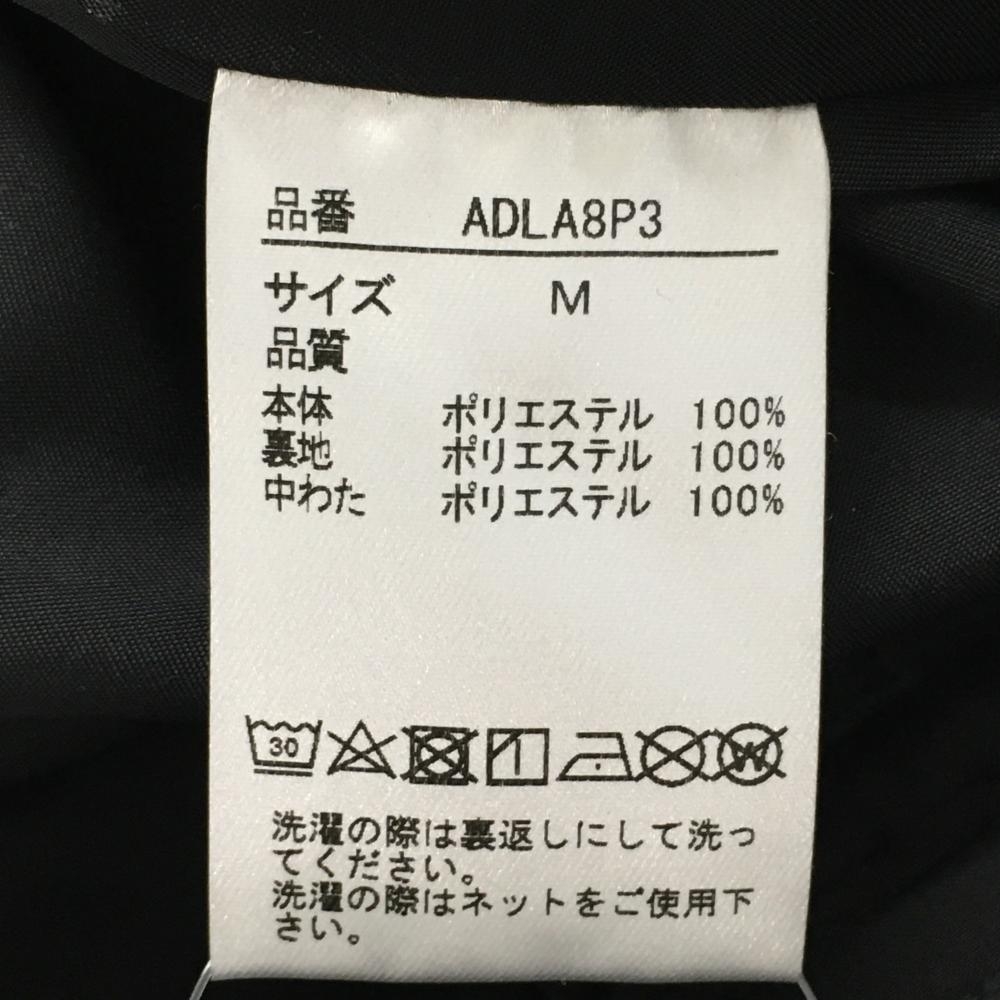 品番 ADLA8P3
サイズ M
品質
本体 ポリエステル 100%
裏地 ポリエステル 100%
中わた ポリエステル 100%
30 W
洗濯の際は裏返しにして洗っ
てください。
洗濯の際はネットをご使用下
さい。